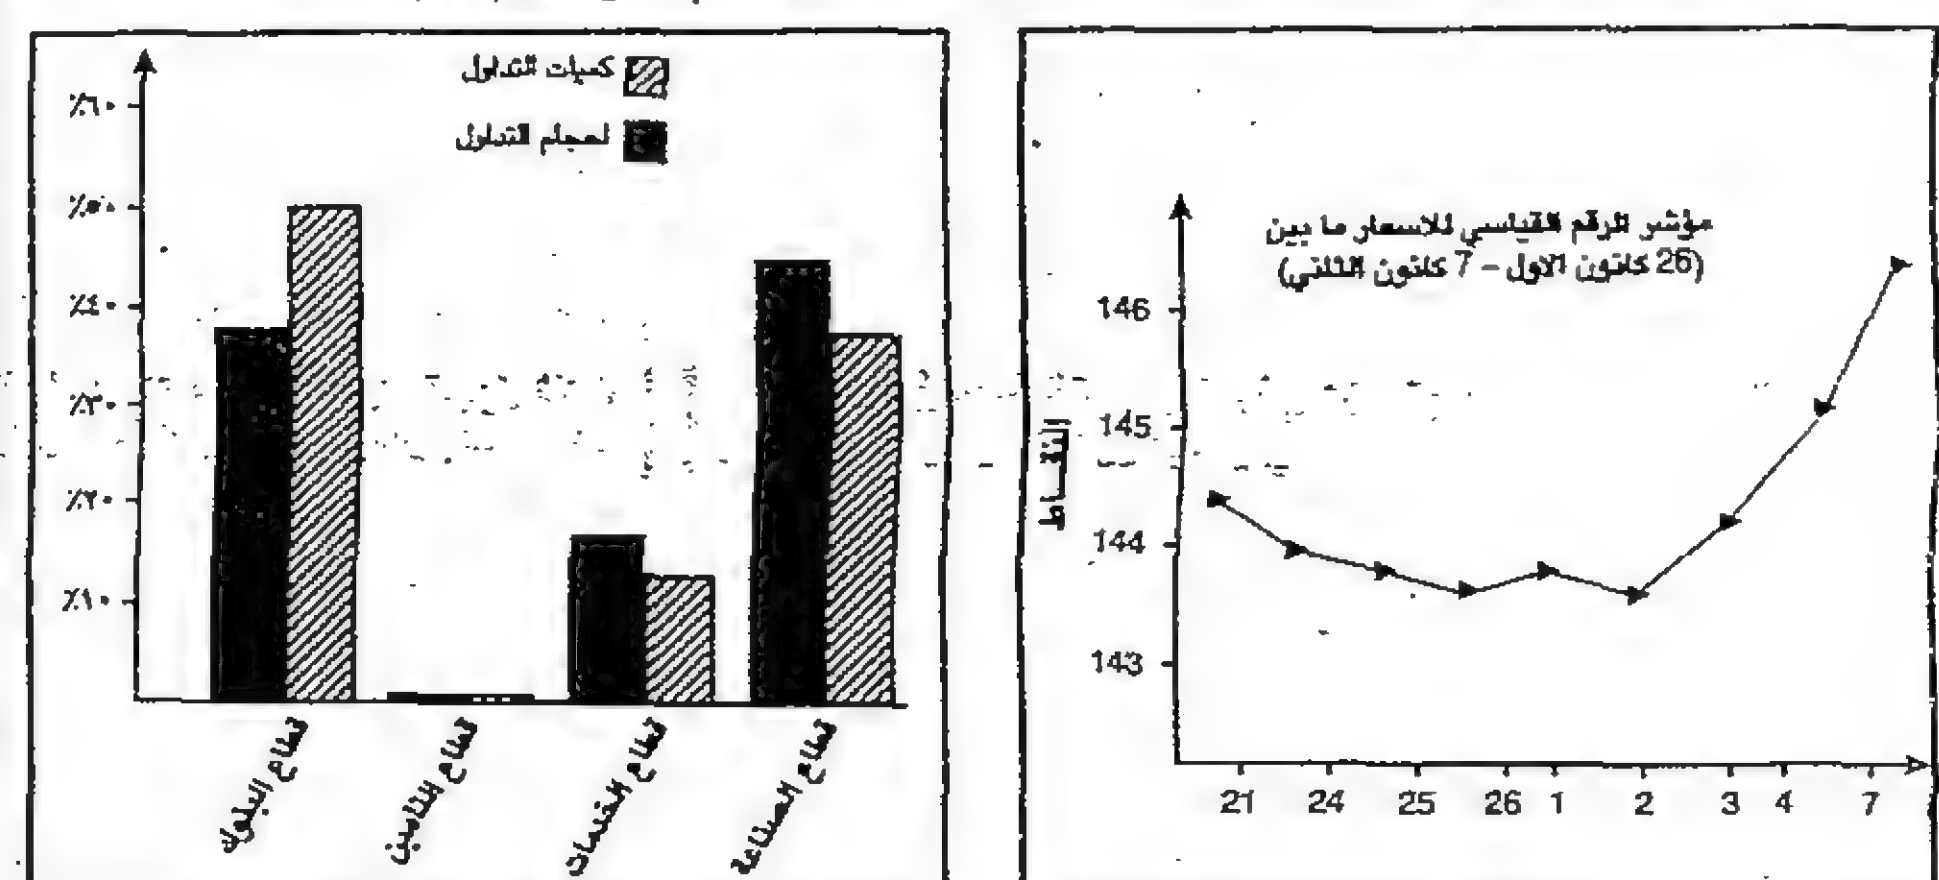 كميات التداول
احجام التداول
٪٦٠
٪٥٠
٪٤٠
٪٣٠
٪٢٠
٪١٠
قطاع البنوك
قطاع التامين
قطاع الخدمات
قطاع الصناعة
مؤشر الرقم القياسي للاسعار ما بين
(26 كانون الاول – 7 كانون الثاني)
النقــاط
146
145
144
143
21 24 25 26 1 2 3 4 7